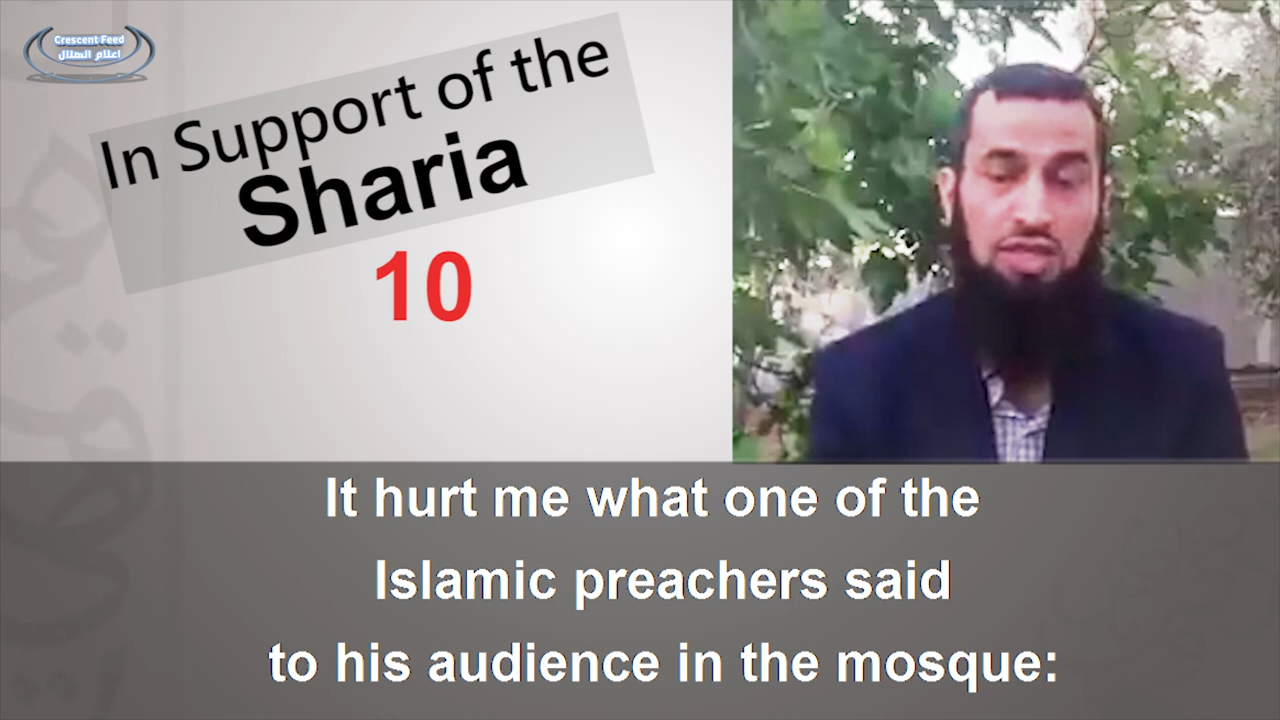 Crescent Feed
اعلام الهلال
In Support of the
Sharia
10
It hurt me what one of the
Islamic preachers said
to his audience in the mosque: